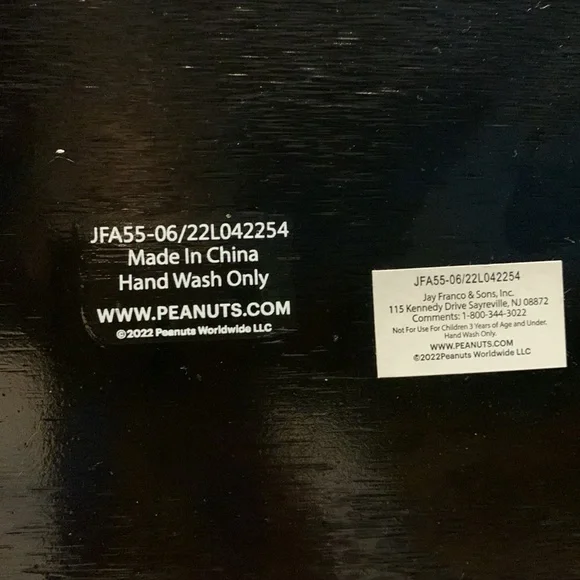 JFA55-06/22L042254
Made In China
Hand Wash Only
WWW.PEANUTS.COM
©2022 Peanuts Worldwide LLC
JFA55-06/22L042254
Jay Franco & Sons, Inc.
115 Kennedy Drive Sayreville, NJ 08872
Comments: 1-800-344-3022
Not For Use For Children 3 Years of Age and Under.
Hand Wash Only.
WWW.PEANUTS.COM
©2022Peanuts Worldwide LLC